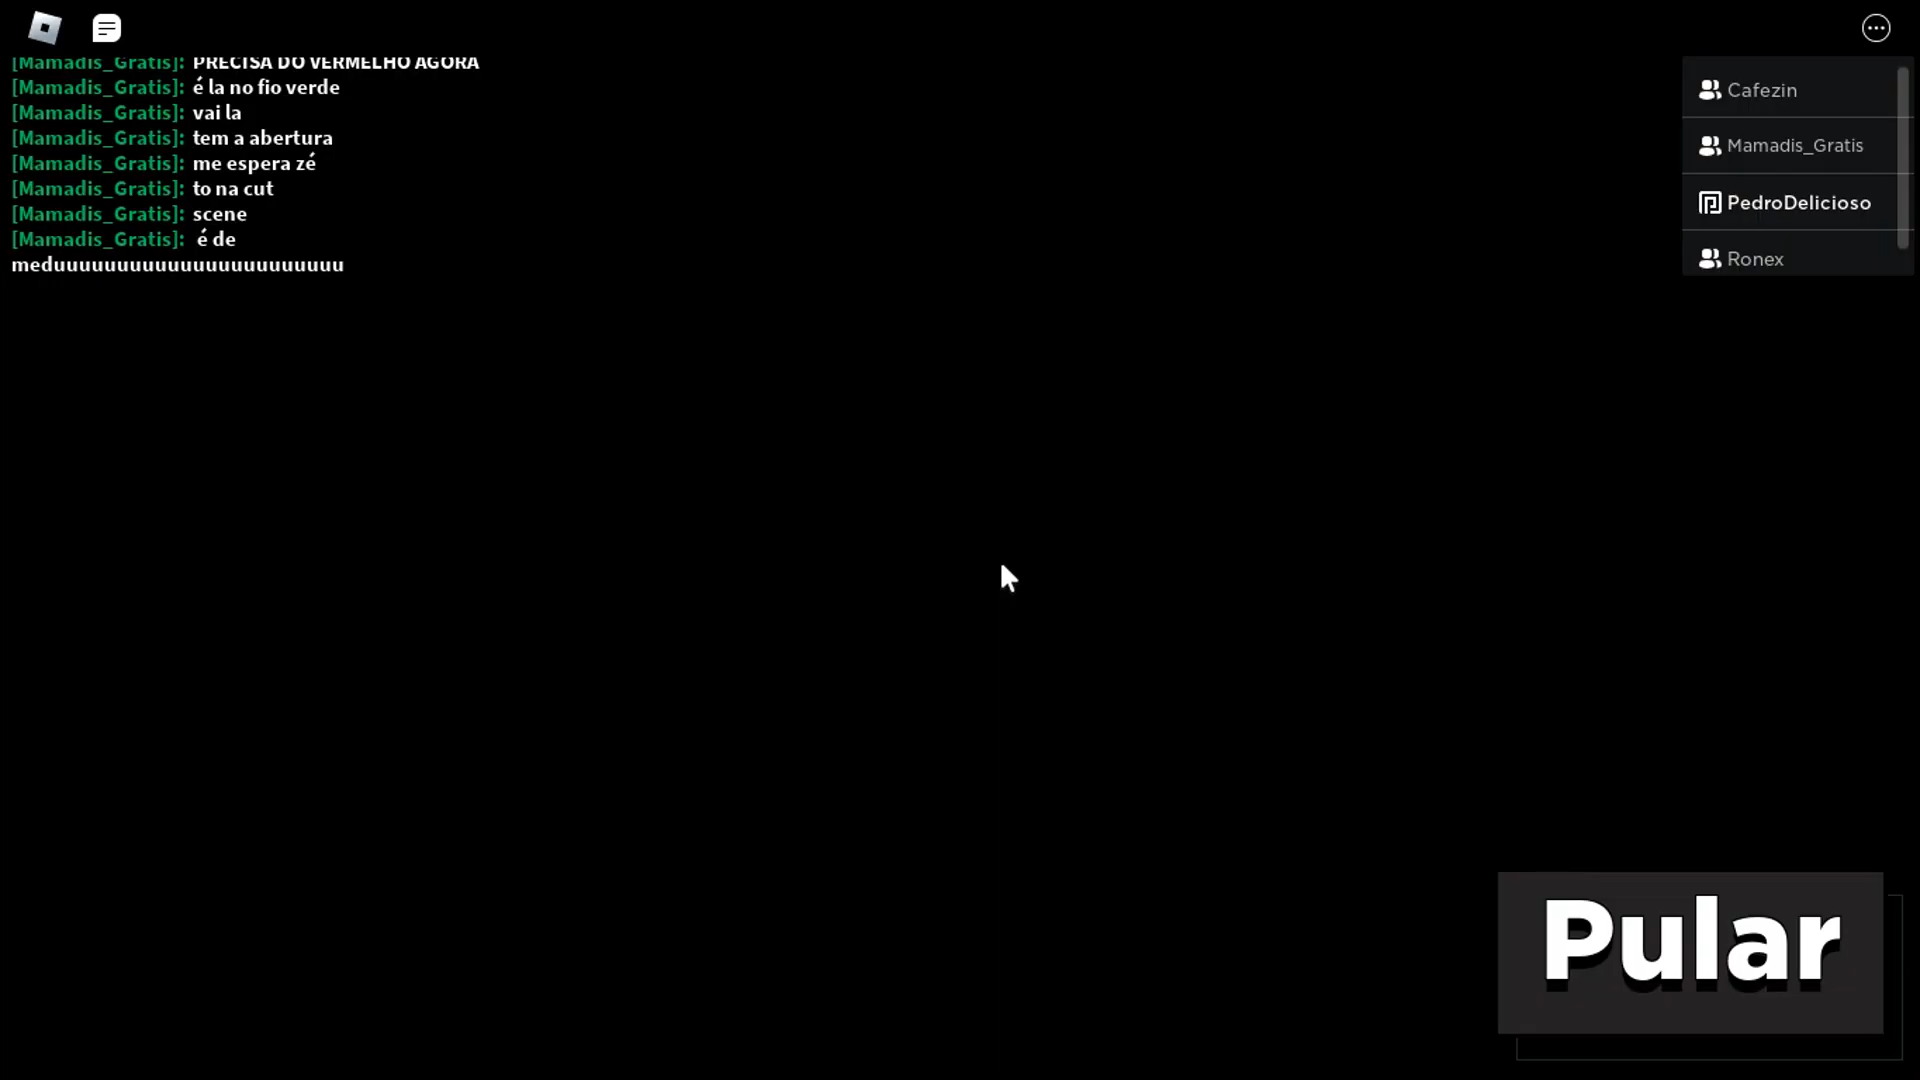 [Mamadis_Gratis]: PRECISA DO VERMELHO AGORA
[Mamadis_Gratis]: é la no fio verde
[Mamadis_Gratis]: vai la
[Mamadis_Gratis]: tem a abertura
[Mamadis_Gratis]: me espera zé
[Mamadis_Gratis]: to na cut
[Mamadis_Gratis]: scene
[Mamadis_Gratis]: é de
meduuuuuuuuuuuuuuuuuuuuuuu
Cafezin
Mamadis_Gratis
PedroDelicioso
Ronex
Pular